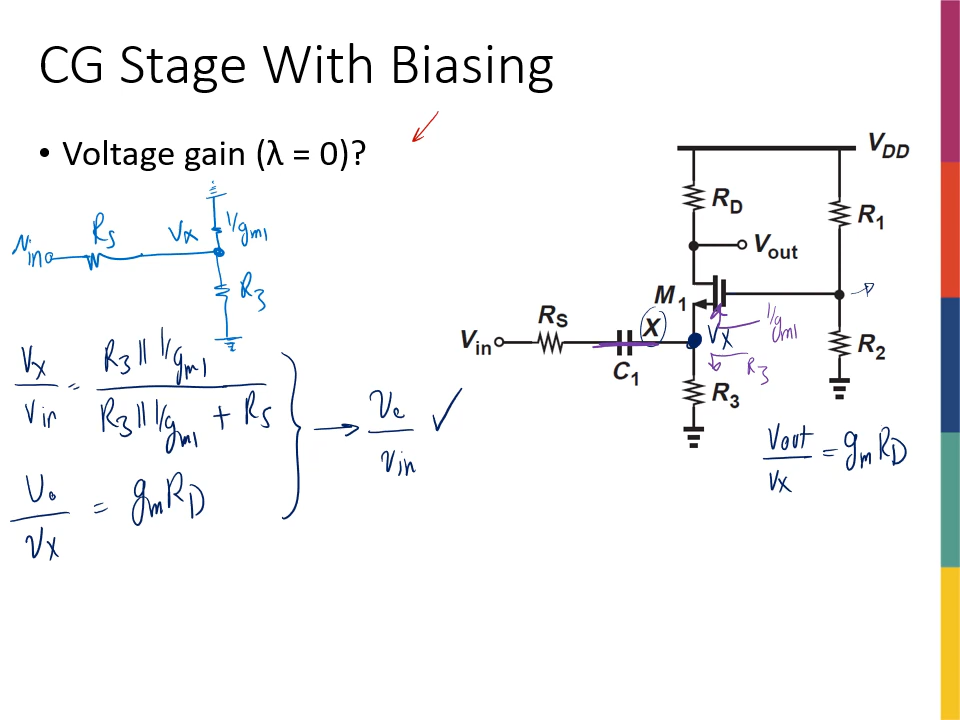 CG Stage With Biasing
• Voltage gain (λ = 0)?
Vin
RS
Vx
1/gm1
R3
Vx / Vin = R3 || 1/gm1 / R3 || 1/gm1 + RS
Vo / Vx = gm RD
→ Vo / Vin ✓
VDD
RD
R1
Vout
M1
RS
X
Vin
C1
Vx
1/gm1
R3
R2
R3
Vout / Vx = gm RD